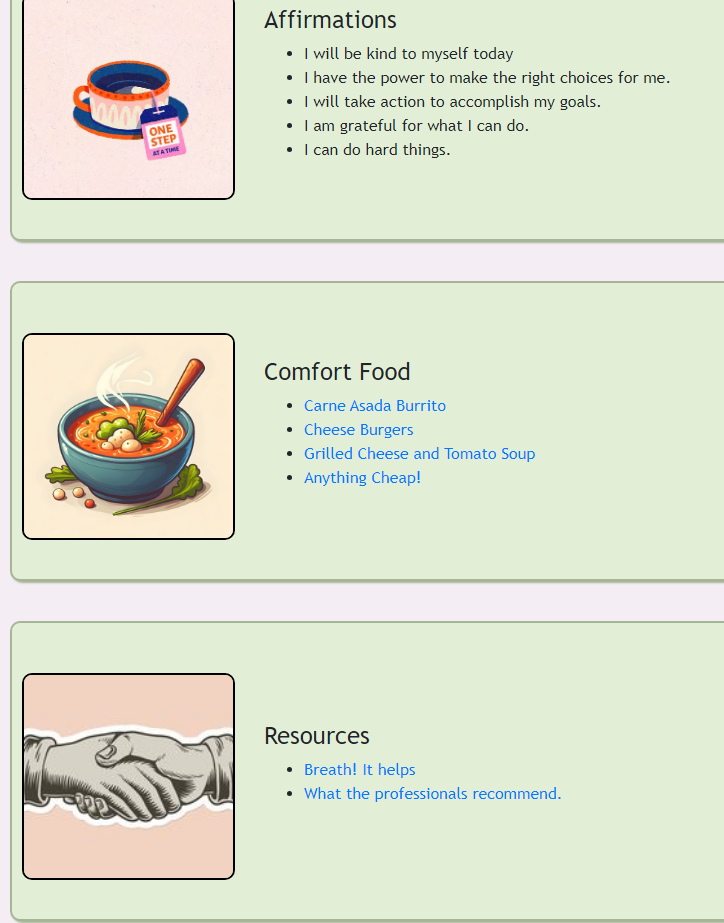 Affirmations
I will be kind to myself today
I have the power to make the right choices for me.
I will take action to accomplish my goals.
I am grateful for what I can do.
I can do hard things.
ONE
STEP
AT A TIME
Comfort Food
Carne Asada Burrito
Cheese Burgers
Grilled Cheese and Tomato Soup
Anything Cheap!
Resources
Breath! It helps
What the professionals recommend.